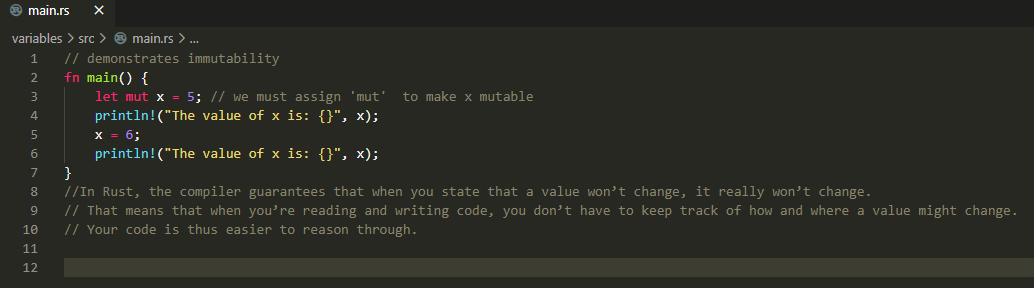 main.rs ×
variables > src > main.rs > ...
1 // demonstrates immutability
2 fn main() {
3 let mut x = 5; // we must assign 'mut'  to make x mutable
4 println!("The value of x is: {}", x);
5 x = 6;
6 println!("The value of x is: {}", x);
7 }
8 //In Rust, the compiler guarantees that when you state that a value won’t change, it really won’t change.
9 // That means that when you’re reading and writing code, you don’t have to keep track of how and where a value might change.
10 // Your code is thus easier to reason through.
11
12